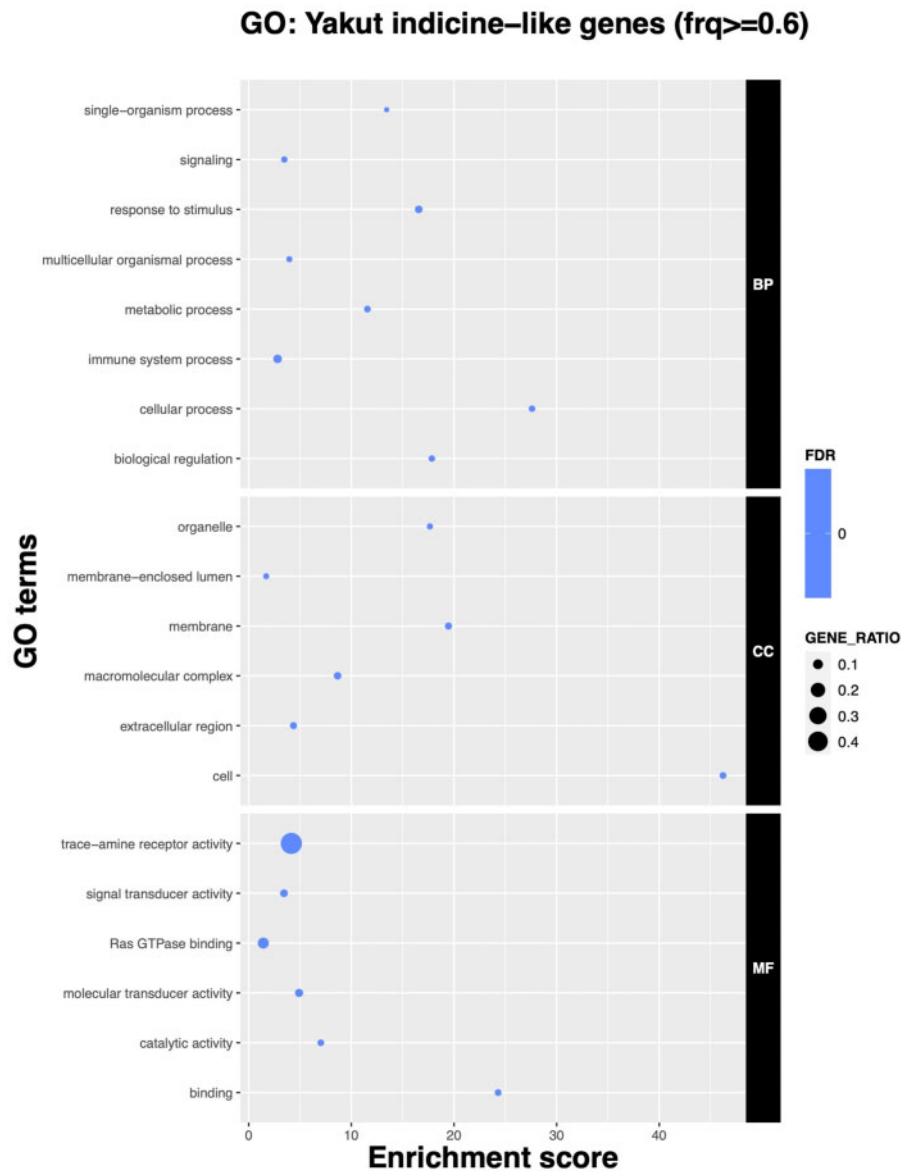 GO: Yakut indicine–like genes (frq>=0.6)
single–organism process
signaling
response to stimulus
multicellular organismal process
metabolic process
immune system process
cellular process
biological regulation
BP
organelle
membrane–enclosed lumen
membrane
macromolecular complex
extracellular region
cell
CC
trace–amine receptor activity
signal transducer activity
Ras GTPase binding
molecular transducer activity
catalytic activity
binding
MF
GO terms
0 10 20 30 40
Enrichment score
FDR
0
GENE_RATIO
0.1
0.2
0.3
0.4